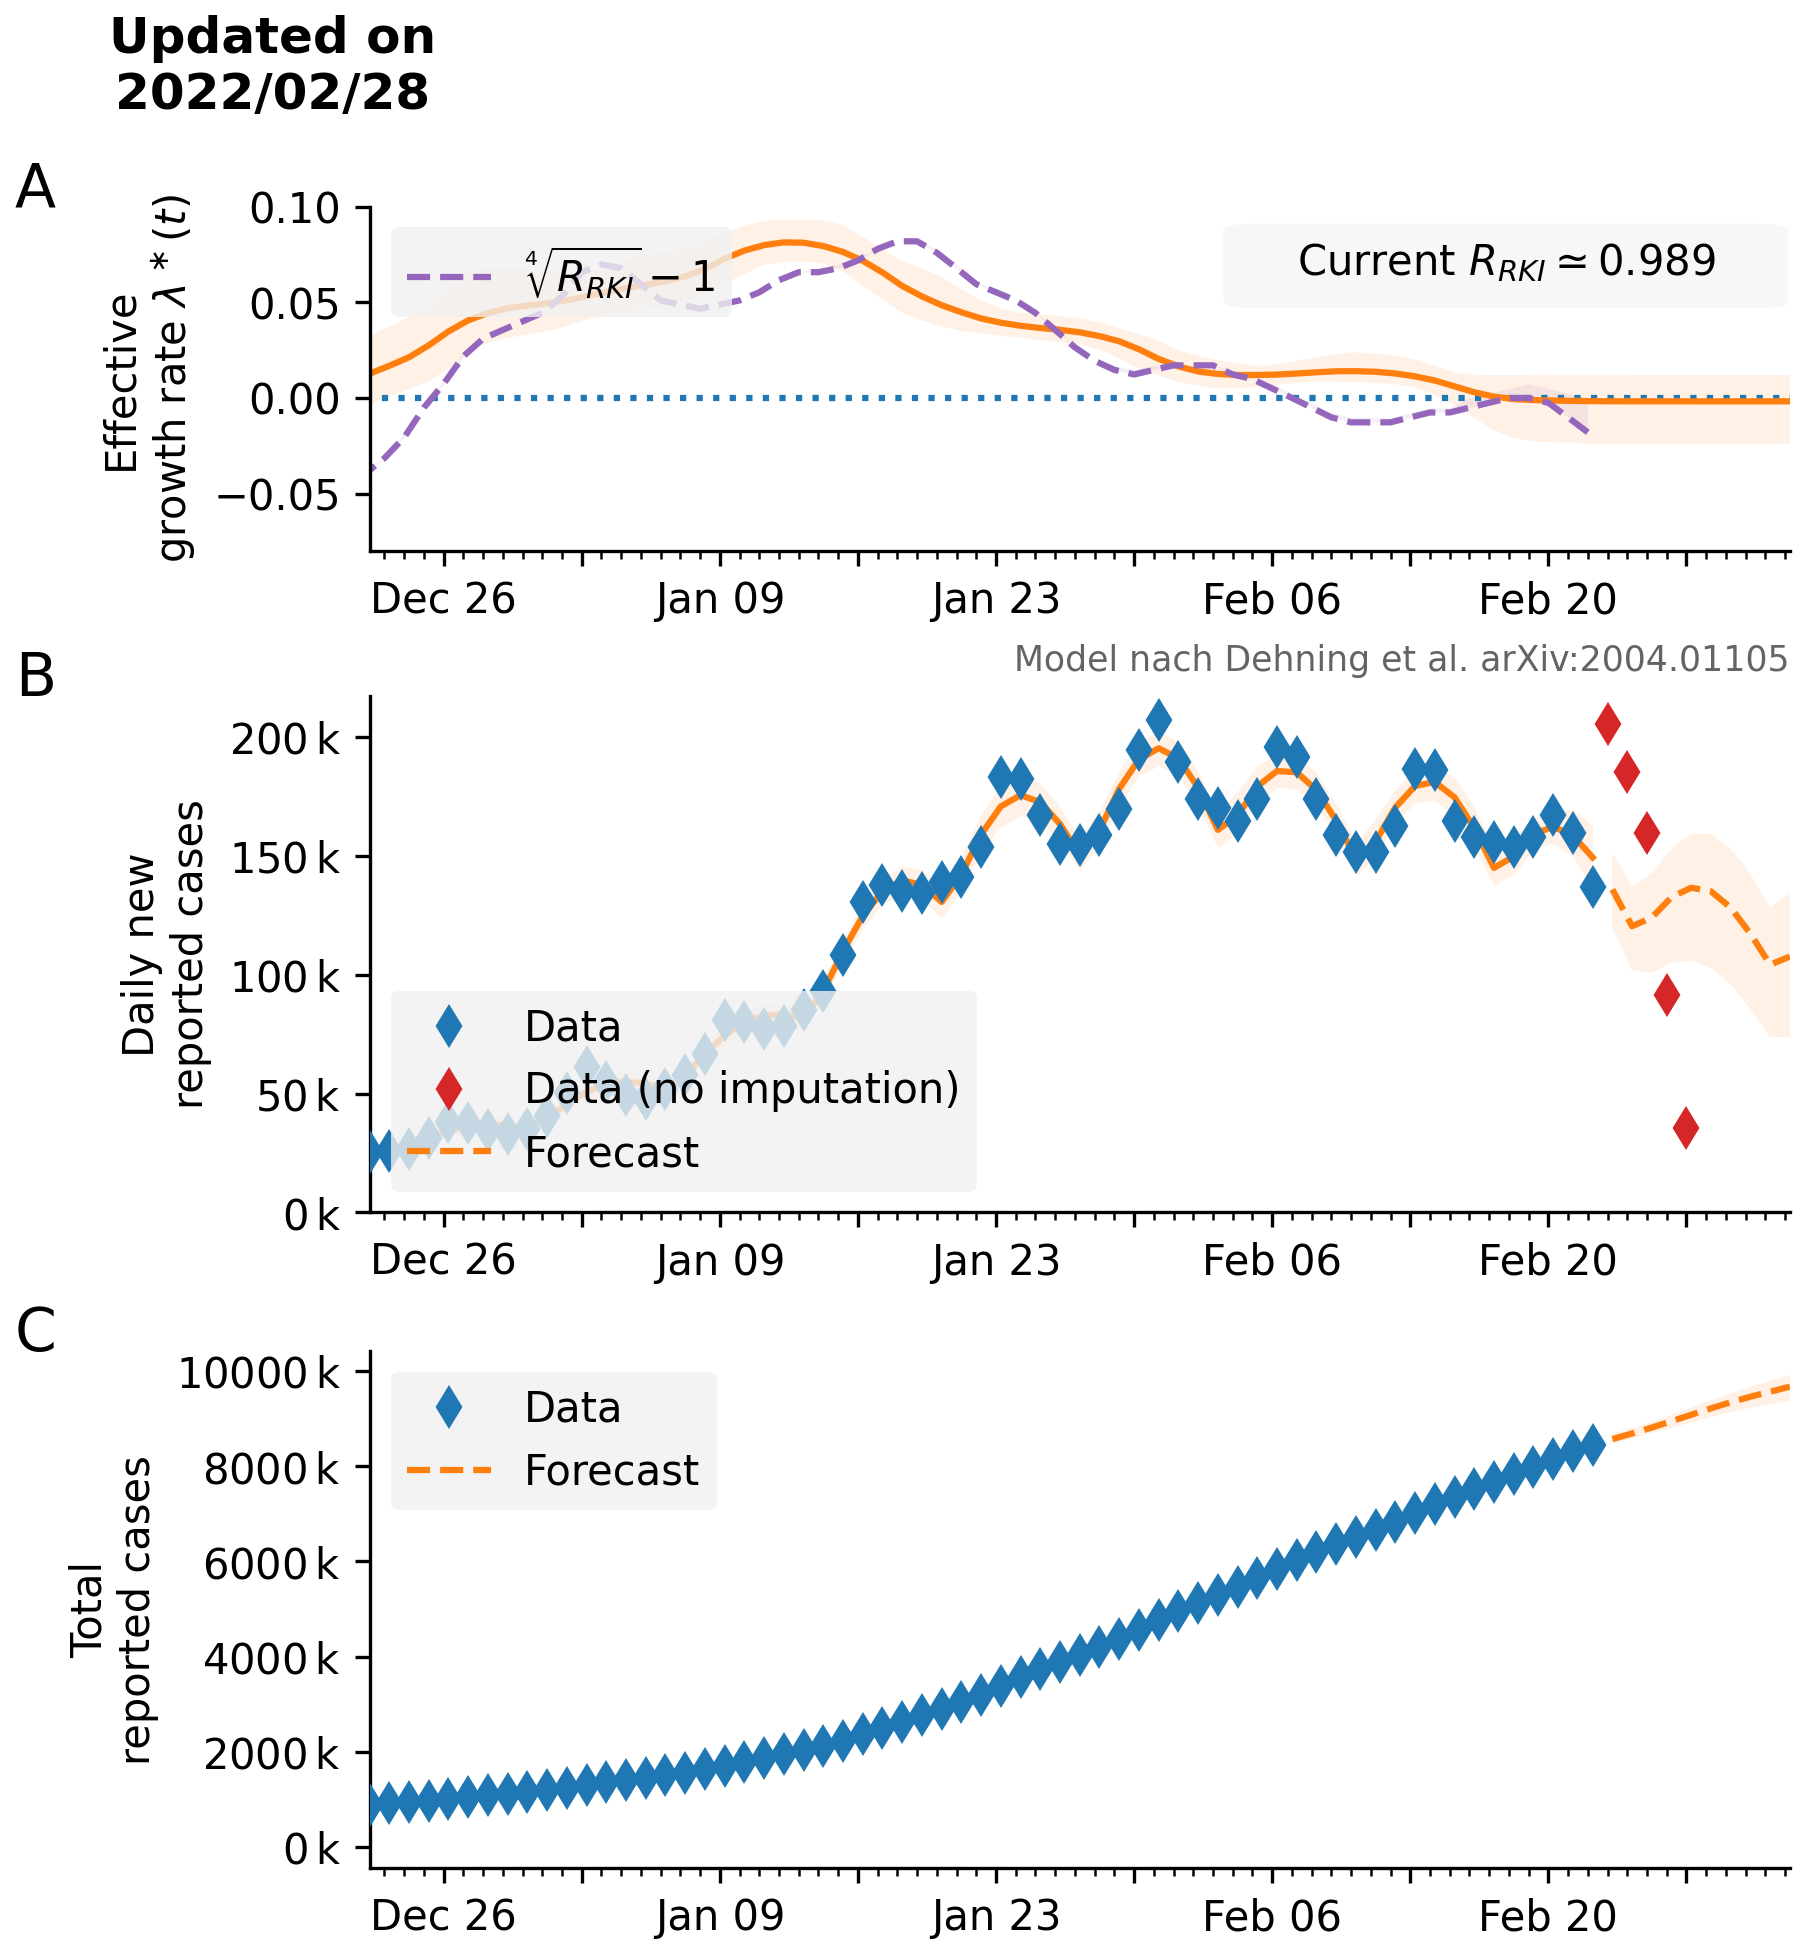 Updated on
2022/02/28
A
Effective
growth rate λ * (t)
0.10
0.05
0.00
−0.05
∜R_RKI − 1
Current R_RKI ≃ 0.989
Dec 26 Jan 09 Jan 23 Feb 06 Feb 20
Model nach Dehning et al. arXiv:2004.01105
B
Daily new
reported cases
200 k
150 k
100 k
50 k
0 k
Data
Data (no imputation)
Forecast
Dec 26 Jan 09 Jan 23 Feb 06 Feb 20
C
Total
reported cases
10000 k
8000 k
6000 k
4000 k
2000 k
0 k
Data
Forecast
Dec 26 Jan 09 Jan 23 Feb 06 Feb 20